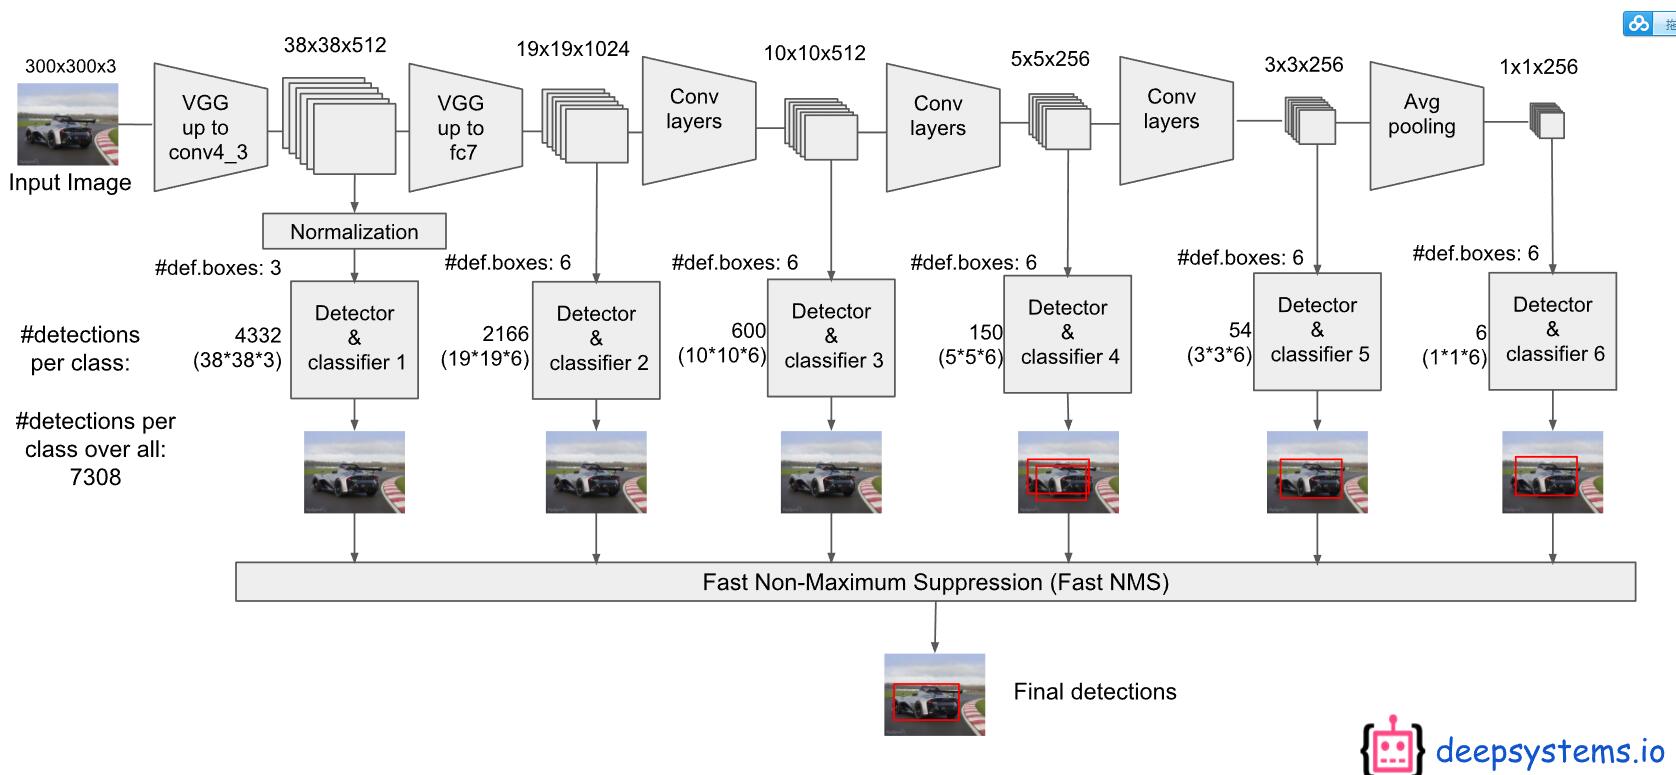 300x300x3
38x38x512
19x19x1024
10x10x512
5x5x256
3x3x256
1x1x256
VGG
up to
conv4_3
VGG
up to
fc7
Conv
layers
Conv
layers
Conv
layers
Avg
pooling
Input Image
Normalization
#def.boxes: 3
#def.boxes: 6
#def.boxes: 6
#def.boxes: 6
#def.boxes: 6
#def.boxes: 6
#detections
per class:
4332
(38*38*3)
Detector
&
classifier 1
2166
(19*19*6)
Detector
&
classifier 2
600
(10*10*6)
Detector
&
classifier 3
150
(5*5*6)
Detector
&
classifier 4
54
(3*3*6)
Detector
&
classifier 5
6
(1*1*6)
Detector
&
classifier 6
#detections per
class over all:
7308
Fast Non-Maximum Suppression (Fast NMS)
Final detections
deepsystems.io